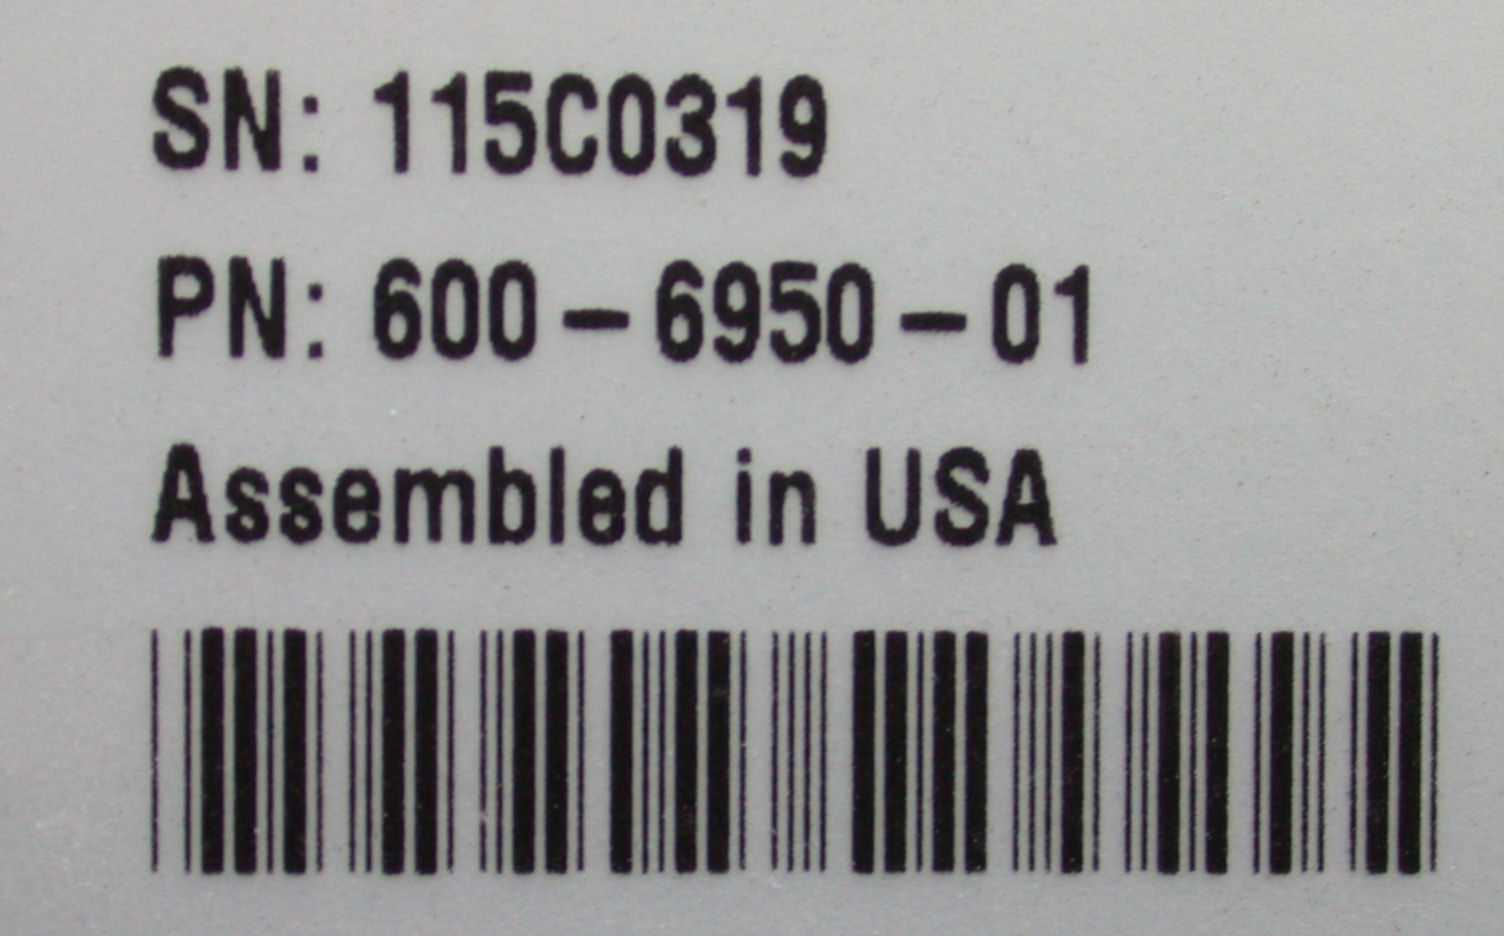 SN: 115C0319
PN: 600-6950-01
Assembled in USA